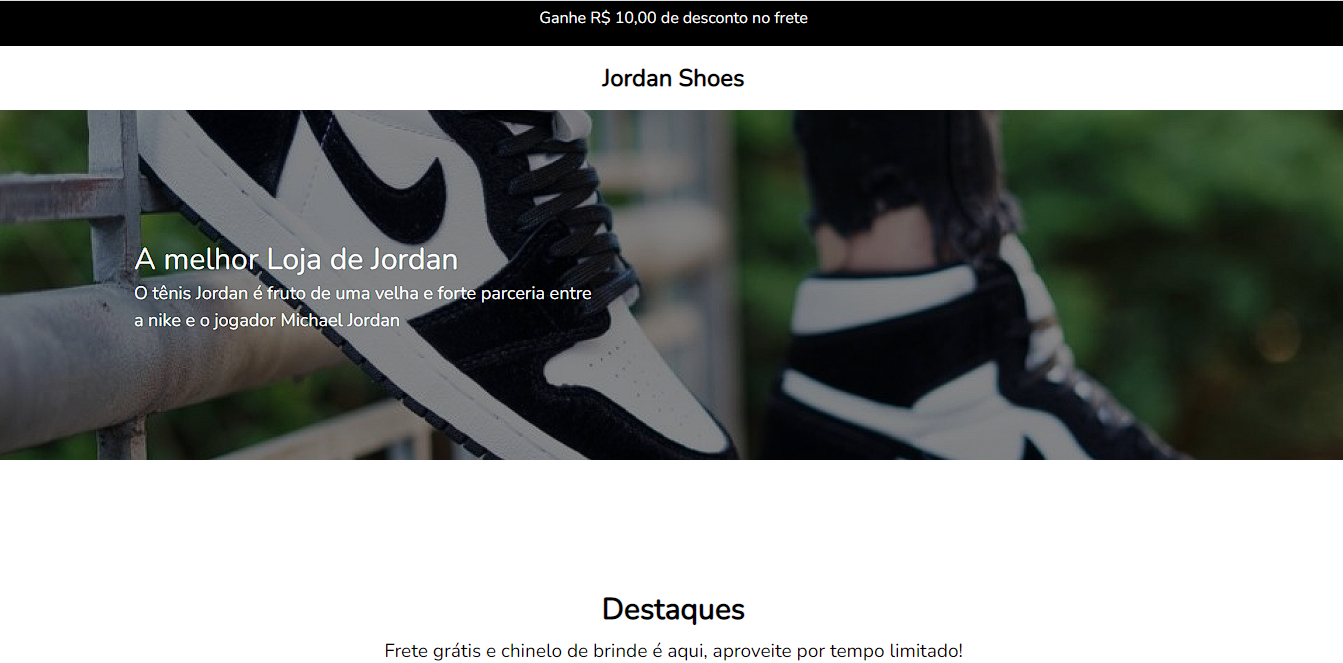 Ganhe R$ 10,00 de desconto no frete
Jordan Shoes
A melhor Loja de Jordan
O tênis Jordan é fruto de uma velha e forte parceria entre
a nike e o jogador Michael Jordan
Destaques
Frete grátis e chinelo de brinde é aqui, aproveite por tempo limitado!